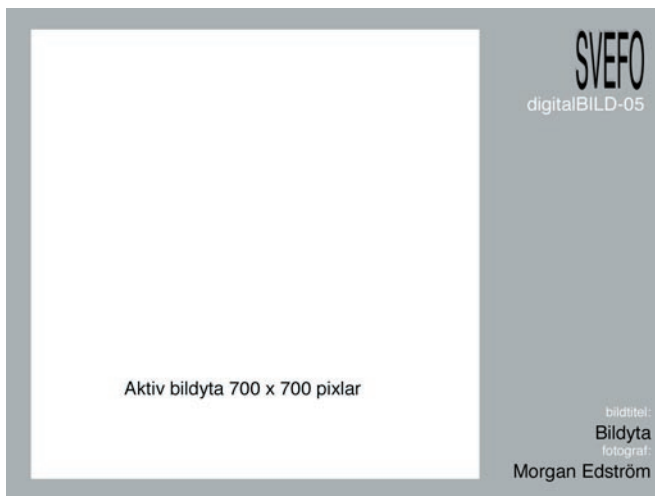 SVEFO
digitalBILD-05
Aktiv bildyta 700 x 700 pixlar
bildtitel:
Bildyta
fotograf:
Morgan Edström